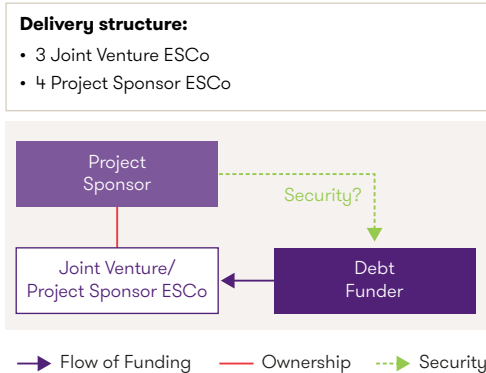 Delivery structure:
• 3 Joint Venture ESCo
• 4 Project Sponsor ESCo
Project
Sponsor
Security?
Joint Venture/
Project Sponsor ESCo
Debt
Funder
Flow of Funding
Ownership
Security